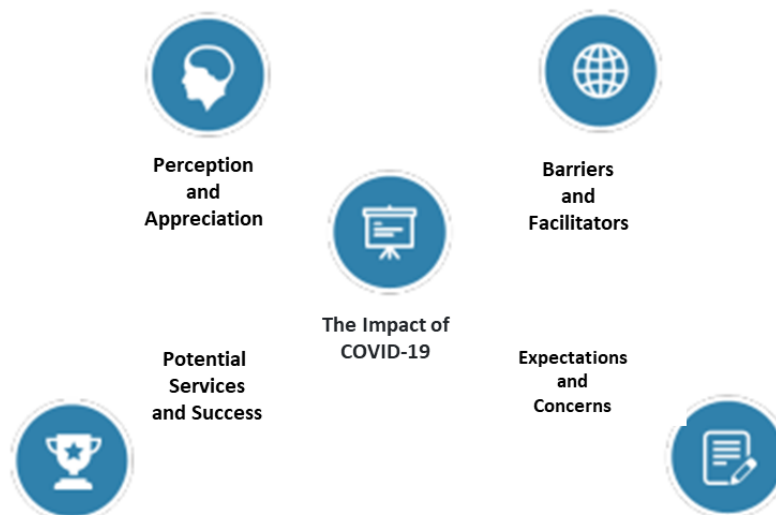 Perception
and
Appreciation
Barriers
and
Facilitators
The Impact of
COVID-19
Potential
Services
and Success
Expectations
and
Concerns